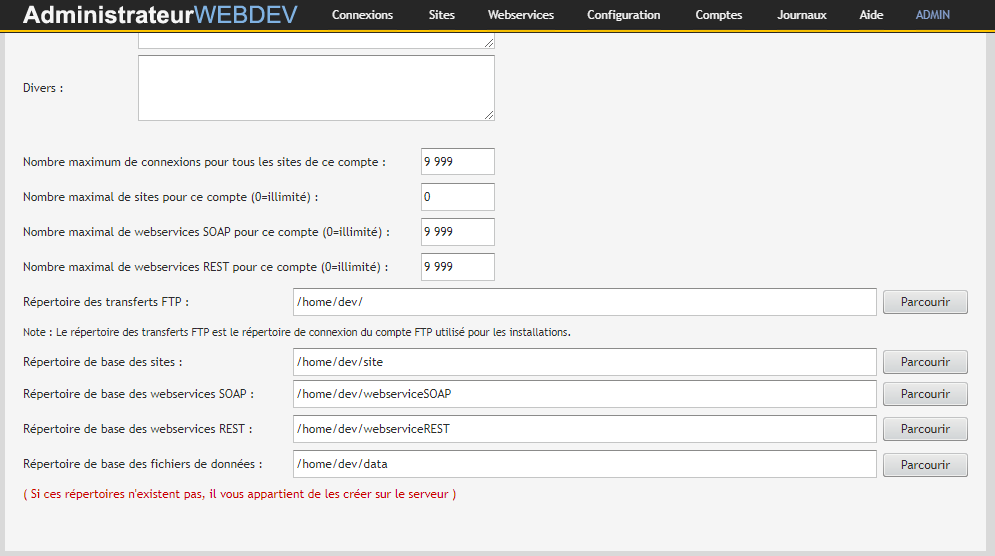 AdministrateurWEBDEV Connexions Sites Webservices Configuration Comptes Journaux Aide ADMIN
Divers :
Nombre maximum de connexions pour tous les sites de ce compte : 9 999
Nombre maximal de sites pour ce compte (0=illimité) : 0
Nombre maximal de webservices SOAP pour ce compte (0=illimité) : 9 999
Nombre maximal de webservices REST pour ce compte (0=illimité) : 9 999
Répertoire des transferts FTP : /home/dev/ Parcourir
Note : Le répertoire des transferts FTP est le répertoire de connexion du compte FTP utilisé pour les installations.
Répertoire de base des sites : /home/dev/site Parcourir
Répertoire de base des webservices SOAP : /home/dev/webserviceSOAP Parcourir
Répertoire de base des webservices REST : /home/dev/webserviceREST Parcourir
Répertoire de base des fichiers de données : /home/dev/data Parcourir
( Si ces répertoires n'existent pas, il vous appartient de les créer sur le serveur )